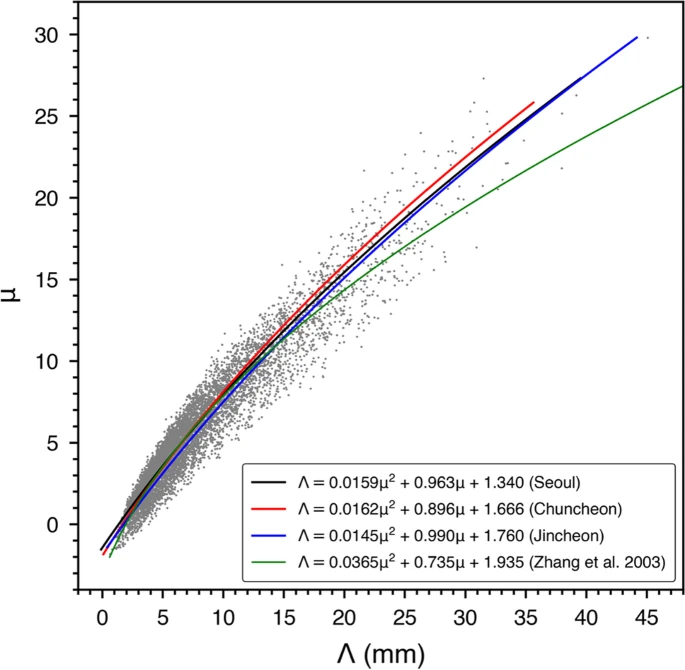 30
25
20
15
10
5
0
μ
Λ = 0.0159μ² + 0.963μ + 1.340 (Seoul)
Λ = 0.0162μ² + 0.896μ + 1.666 (Chuncheon)
Λ = 0.0145μ² + 0.990μ + 1.760 (Jincheon)
Λ = 0.0365μ² + 0.735μ + 1.935 (Zhang et al. 2003)
0 5 10 15 20 25 30 35 40 45
Λ (mm)